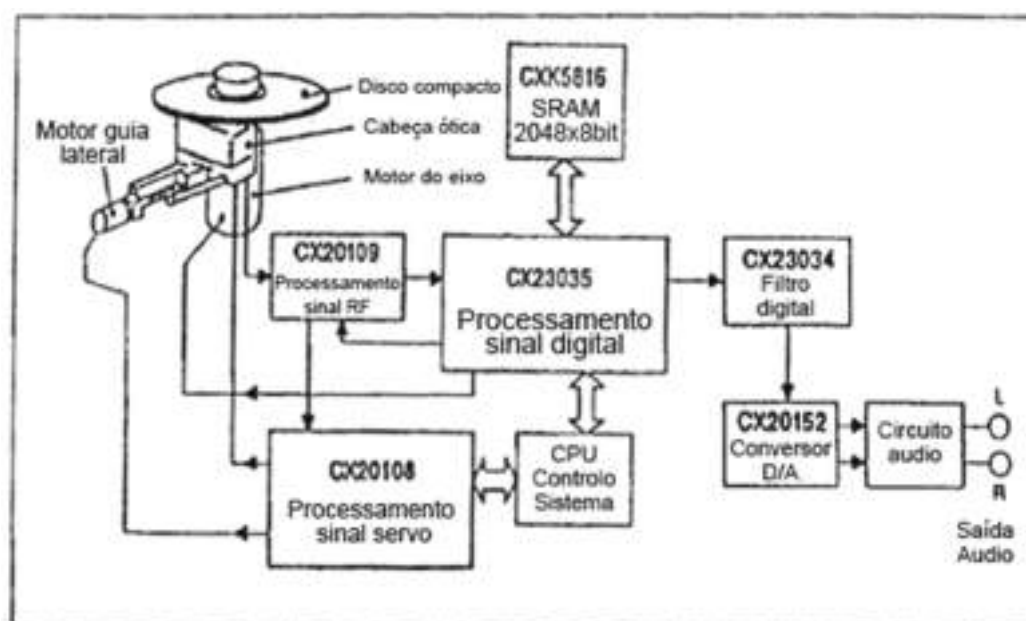 Disco compacto
Cabeça ótica
Motor do eixo
Motor guia
lateral
CXK5816
SRAM
2048x8bit
CX20109
Processamento
sinal RF
CX23035
Processamento
sinal digital
CX23034
Filtro
digital
CX20108
Processamento
sinal servo
CPU
Controlo
Sistema
CX20152
Conversor
D/A.
Circuito
audio
L
R
Saída
Audio